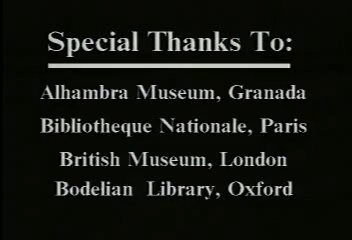 Special Thanks To:
Alhambra Museum, Granada
Bibliotheque Nationale, Paris
British Museum, London
Bodelian Library, Oxford